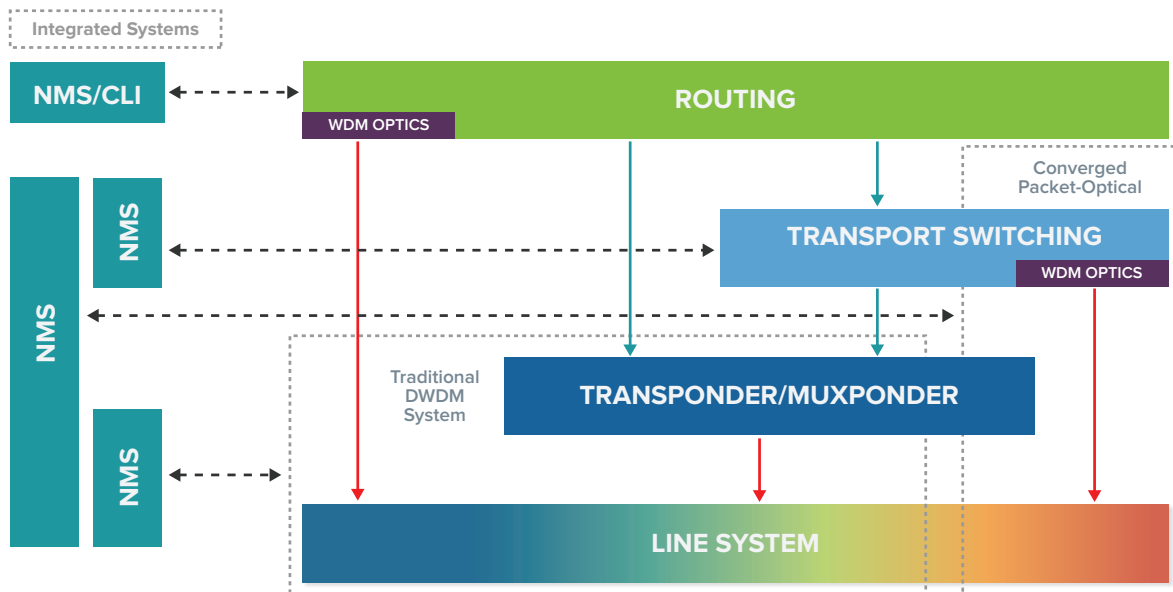 Integrated Systems
NMS/CLI
ROUTING
WDM OPTICS
Converged
Packet-Optical
NMS
NMS
TRANSPORT SWITCHING
WDM OPTICS
Traditional
DWDM
System
TRANSPONDER/MUXPONDER
NMS
LINE SYSTEM